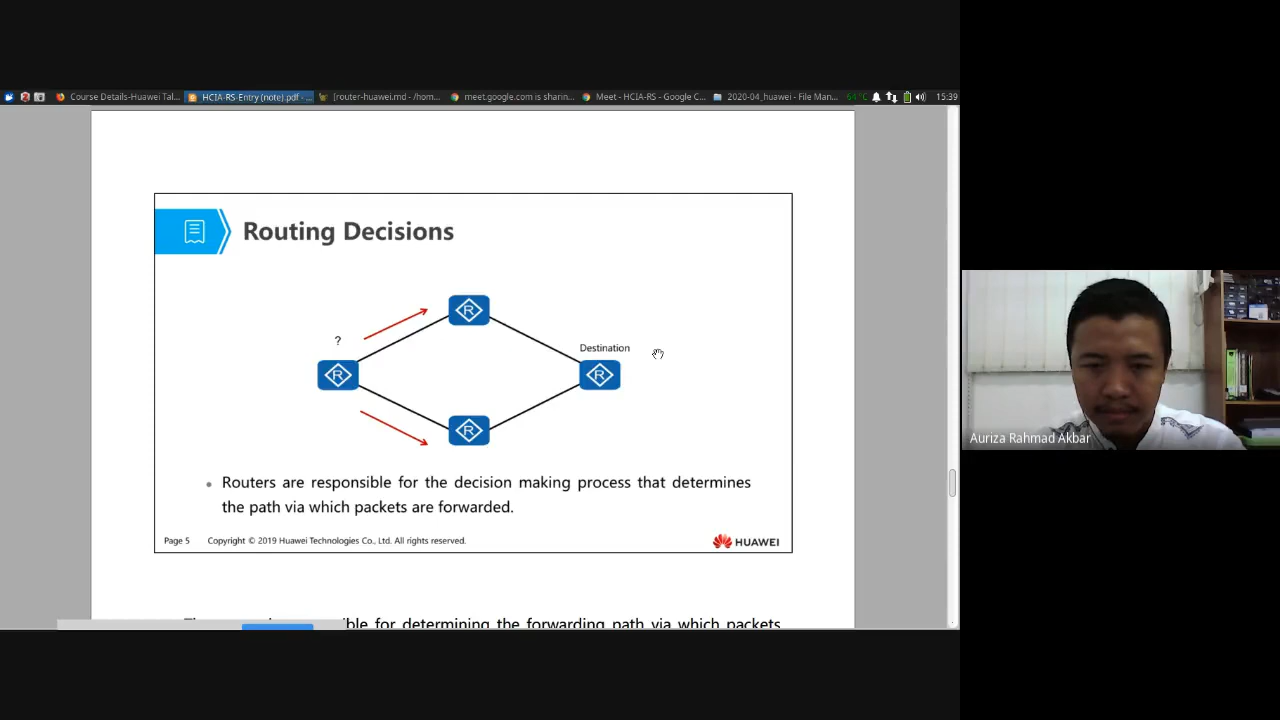 Course Details-Huawei Tal...
HCIA-RS-Entry (note).pdf - ...
[router-huawei.md - /hom...
meet.google.com is sharin...
Meet - HCIA-RS - Google C...
2020-04_huawei - File Man...
64°C
15:39
Routing Decisions
?
R
Destination
R
R
R
• Routers are responsible for the decision making process that determines
the path via which packets are forwarded.
Page 5 Copyright © 2019 Huawei Technologies Co., Ltd. All rights reserved.
HUAWEI
for determining the forwarding path via which packets
Auriza Rahmad Akbar